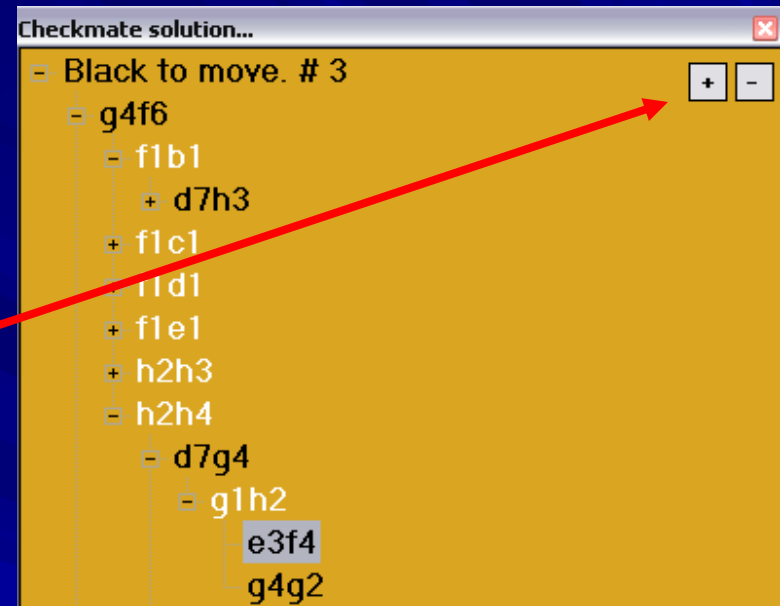 Checkmate solution...
Black to move. # 3
g4f6
f1b1
d7h3
f1c1
f1d1
f1e1
h2h3
h2h4
d7g4
g1h2
e3f4
g4g2